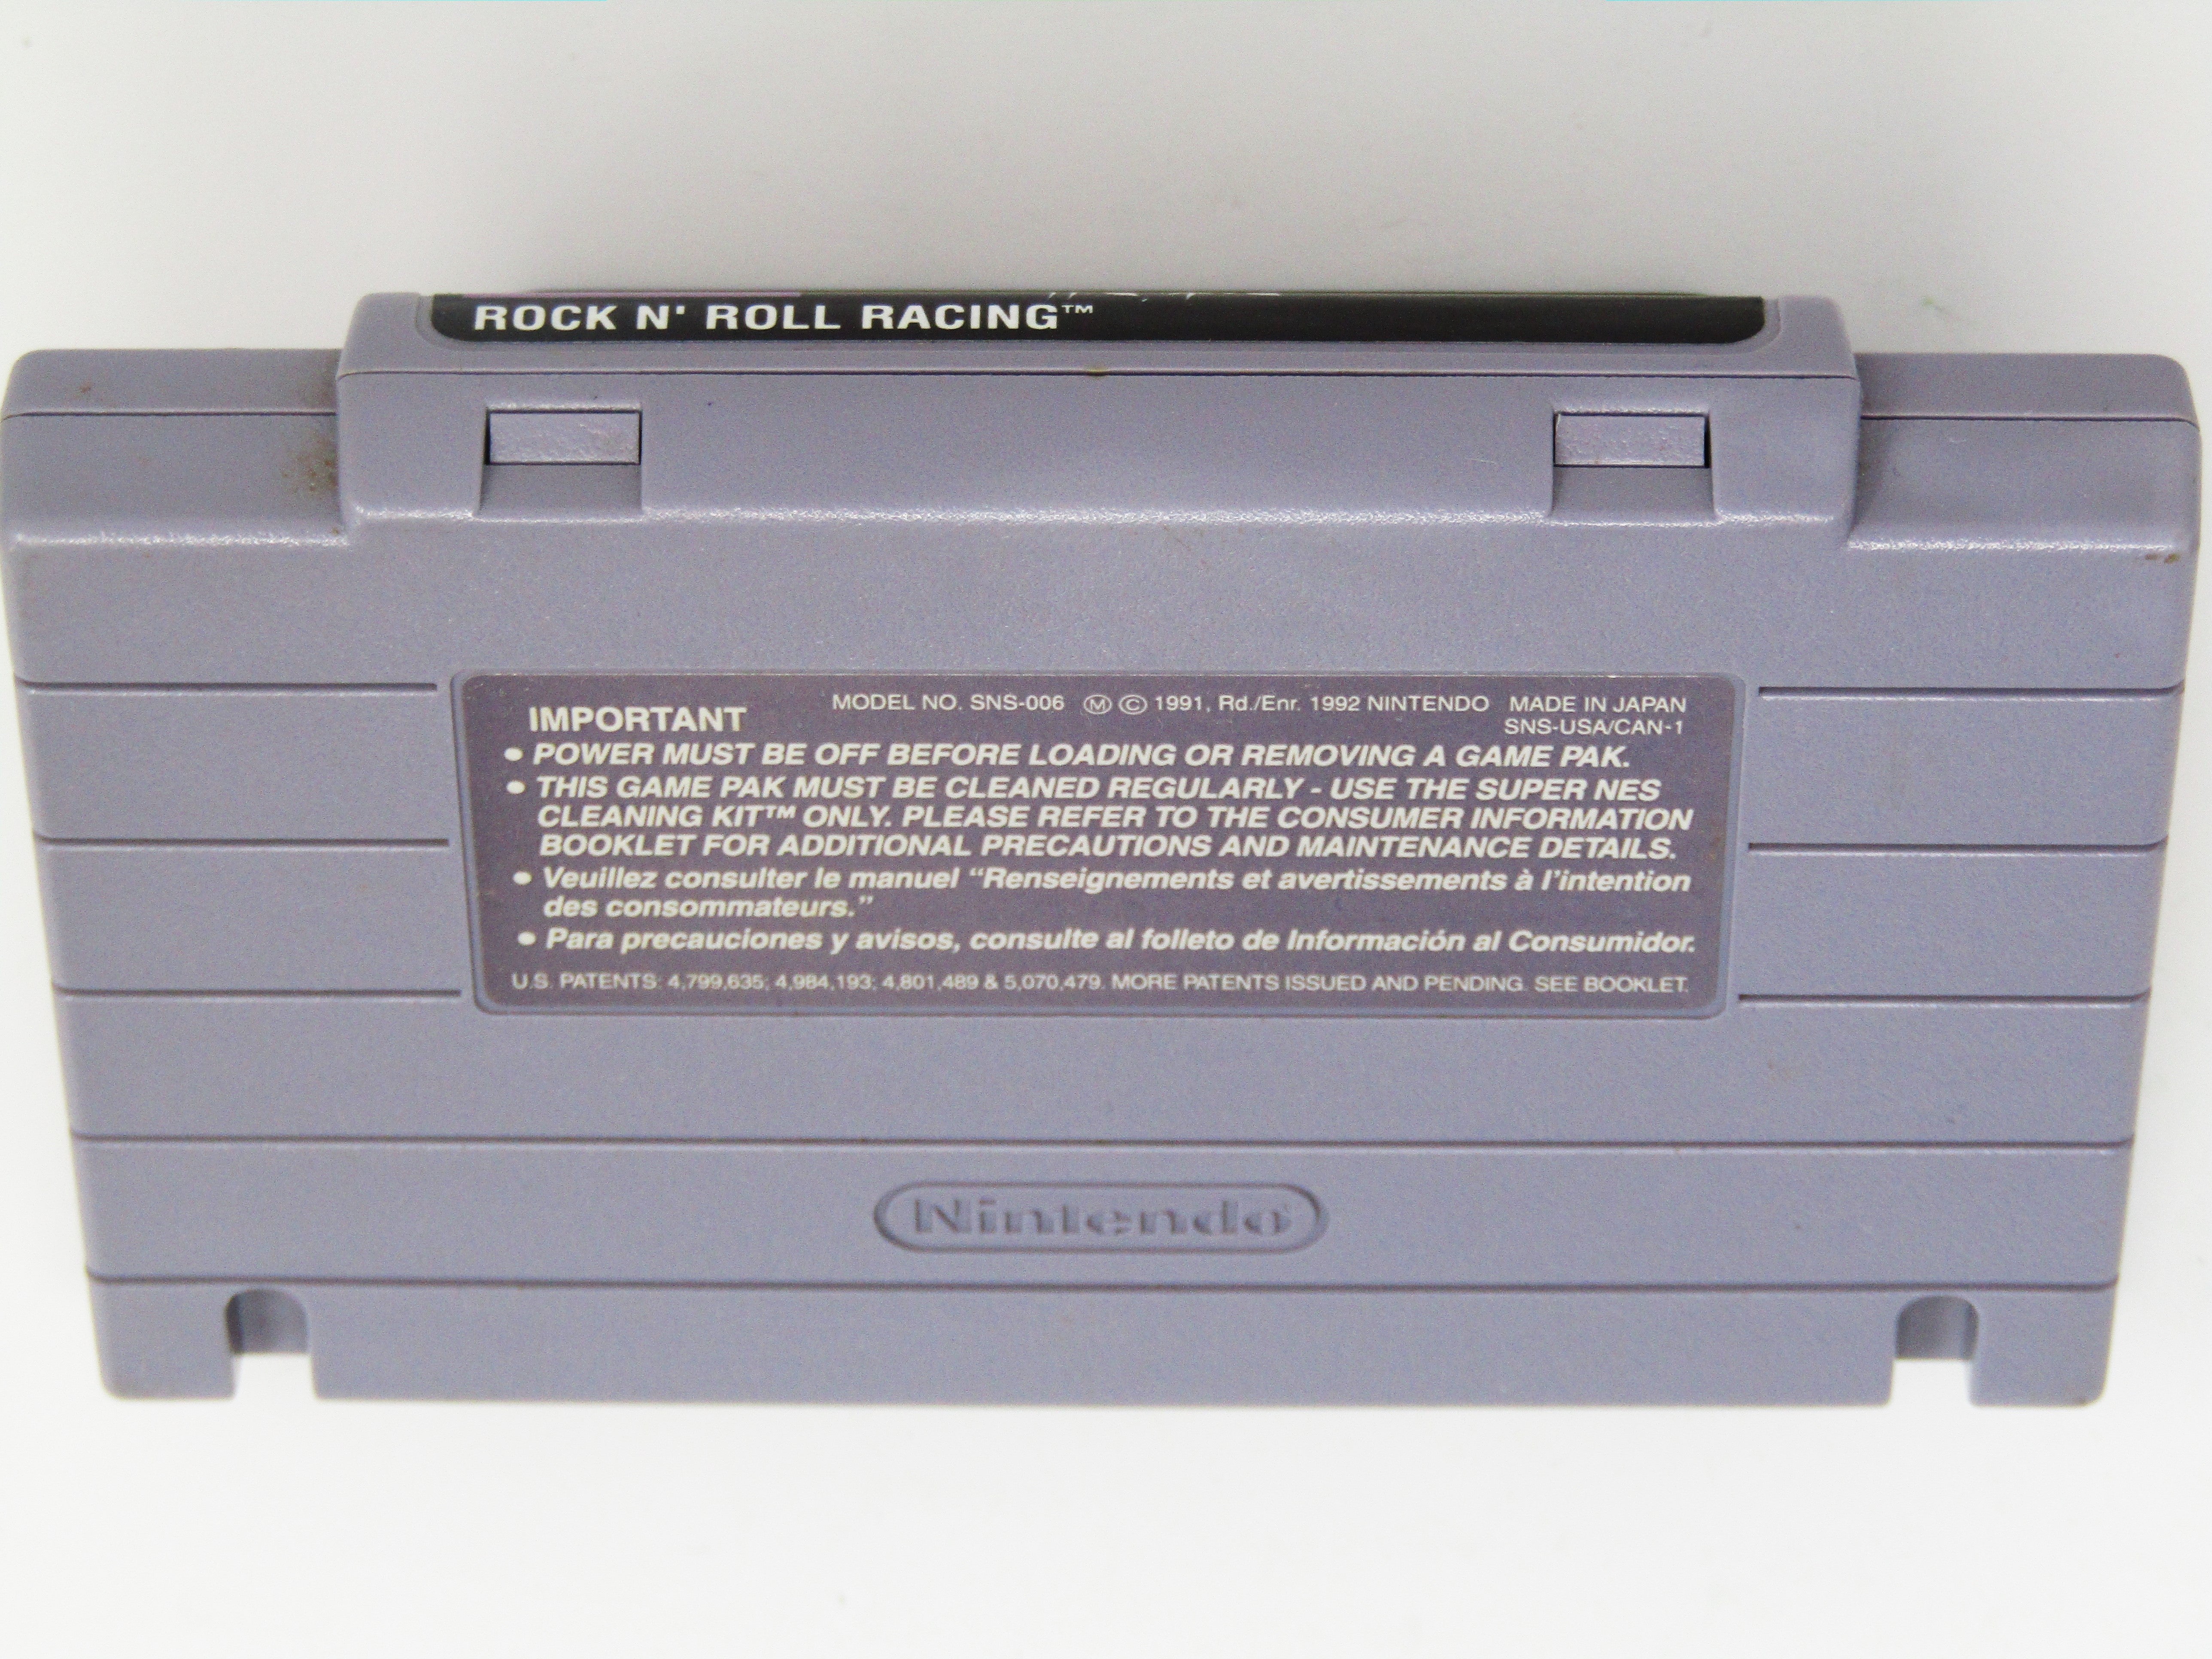 ROCK N' ROLL RACING™
IMPORTANT
MODEL NO. SNS-006 Ⓜ © 1991, Rd./Enr. 1992 NINTENDO MADE IN JAPAN
SNS-USA/CAN-1
• POWER MUST BE OFF BEFORE LOADING OR REMOVING A GAME PAK.
• THIS GAME PAK MUST BE CLEANED REGULARLY - USE THE SUPER NES
CLEANING KIT™ ONLY. PLEASE REFER TO THE CONSUMER INFORMATION
BOOKLET FOR ADDITIONAL PRECAUTIONS AND MAINTENANCE DETAILS.
• Veuillez consulter le manuel “Renseignements et avertissements à l'intention
des consommateurs.”
• Para precauciones y avisos, consulte al folleto de Información al Consumidor.
U.S. PATENTS: 4,799,635; 4,984,193; 4,801,489 & 5,070,479. MORE PATENTS ISSUED AND PENDING. SEE BOOKLET.
Nintendo